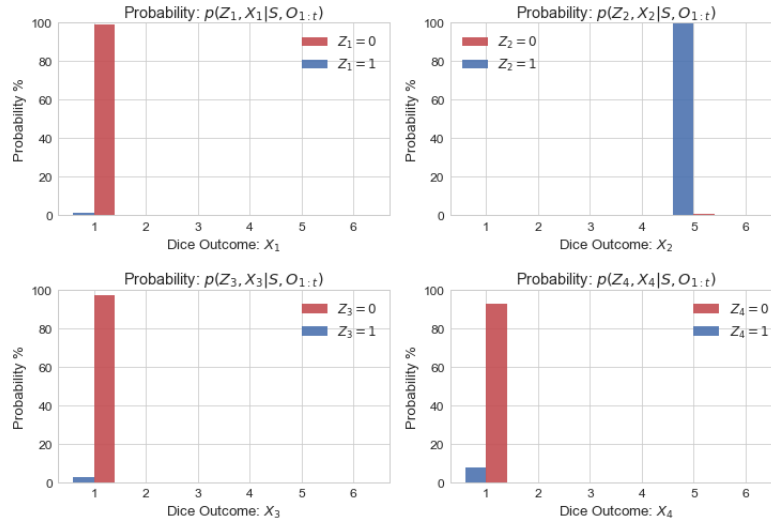 Probability: p(Z₁, X₁|S, O₁:ₜ)
100
80
60
40
20
0
Probability %
Z₁ = 0
Z₁ = 1
1 2 3 4 5 6
Dice Outcome: X₁
Probability: p(Z₂, X₂|S, O₁:ₜ)
100
80
60
40
20
0
Probability %
Z₂ = 0
Z₂ = 1
1 2 3 4 5 6
Dice Outcome: X₂
Probability: p(Z₃, X₃|S, O₁:ₜ)
100
80
60
40
20
0
Probability %
Z₃ = 0
Z₃ = 1
1 2 3 4 5 6
Dice Outcome: X₃
Probability: p(Z₄, X₄|S, O₁:ₜ)
100
80
60
40
20
0
Probability %
Z₄ = 0
Z₄ = 1
1 2 3 4 5 6
Dice Outcome: X₄